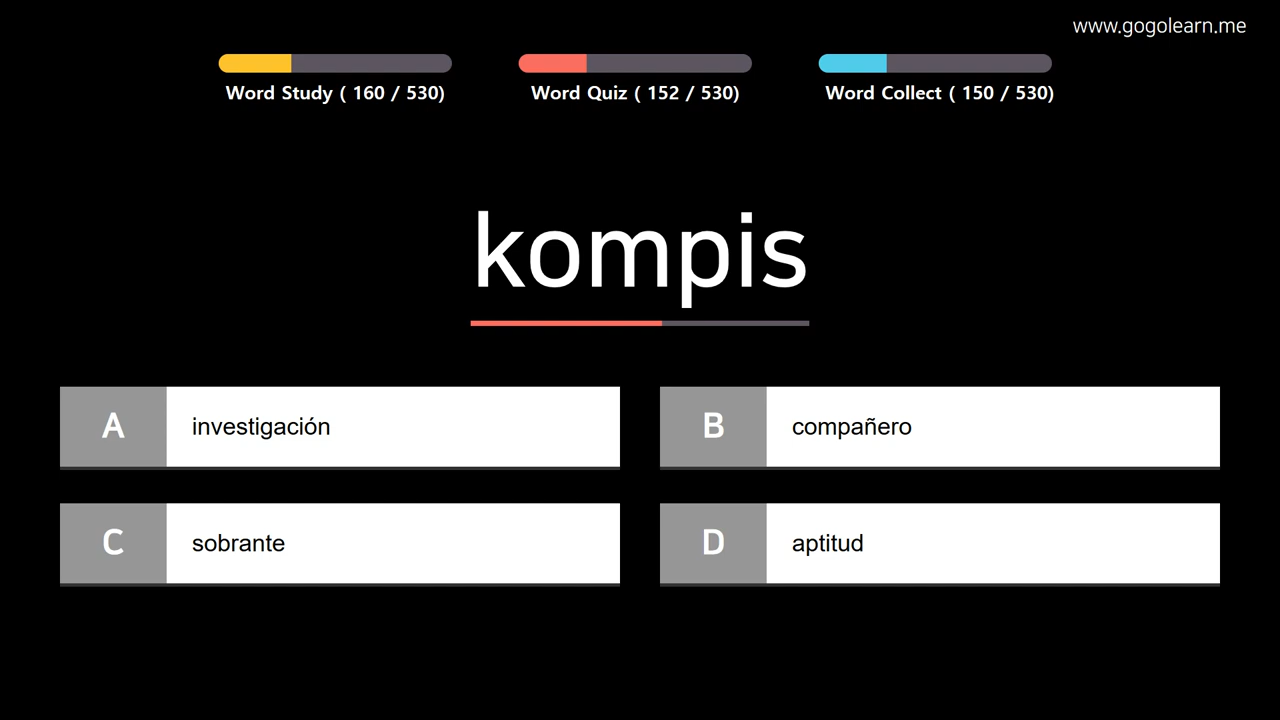 www.gogolearn.me
Word Study ( 160 / 530)
Word Quiz ( 152 / 530)
Word Collect ( 150 / 530)
kompis
A investigación
B compañero
C sobrante
D aptitud